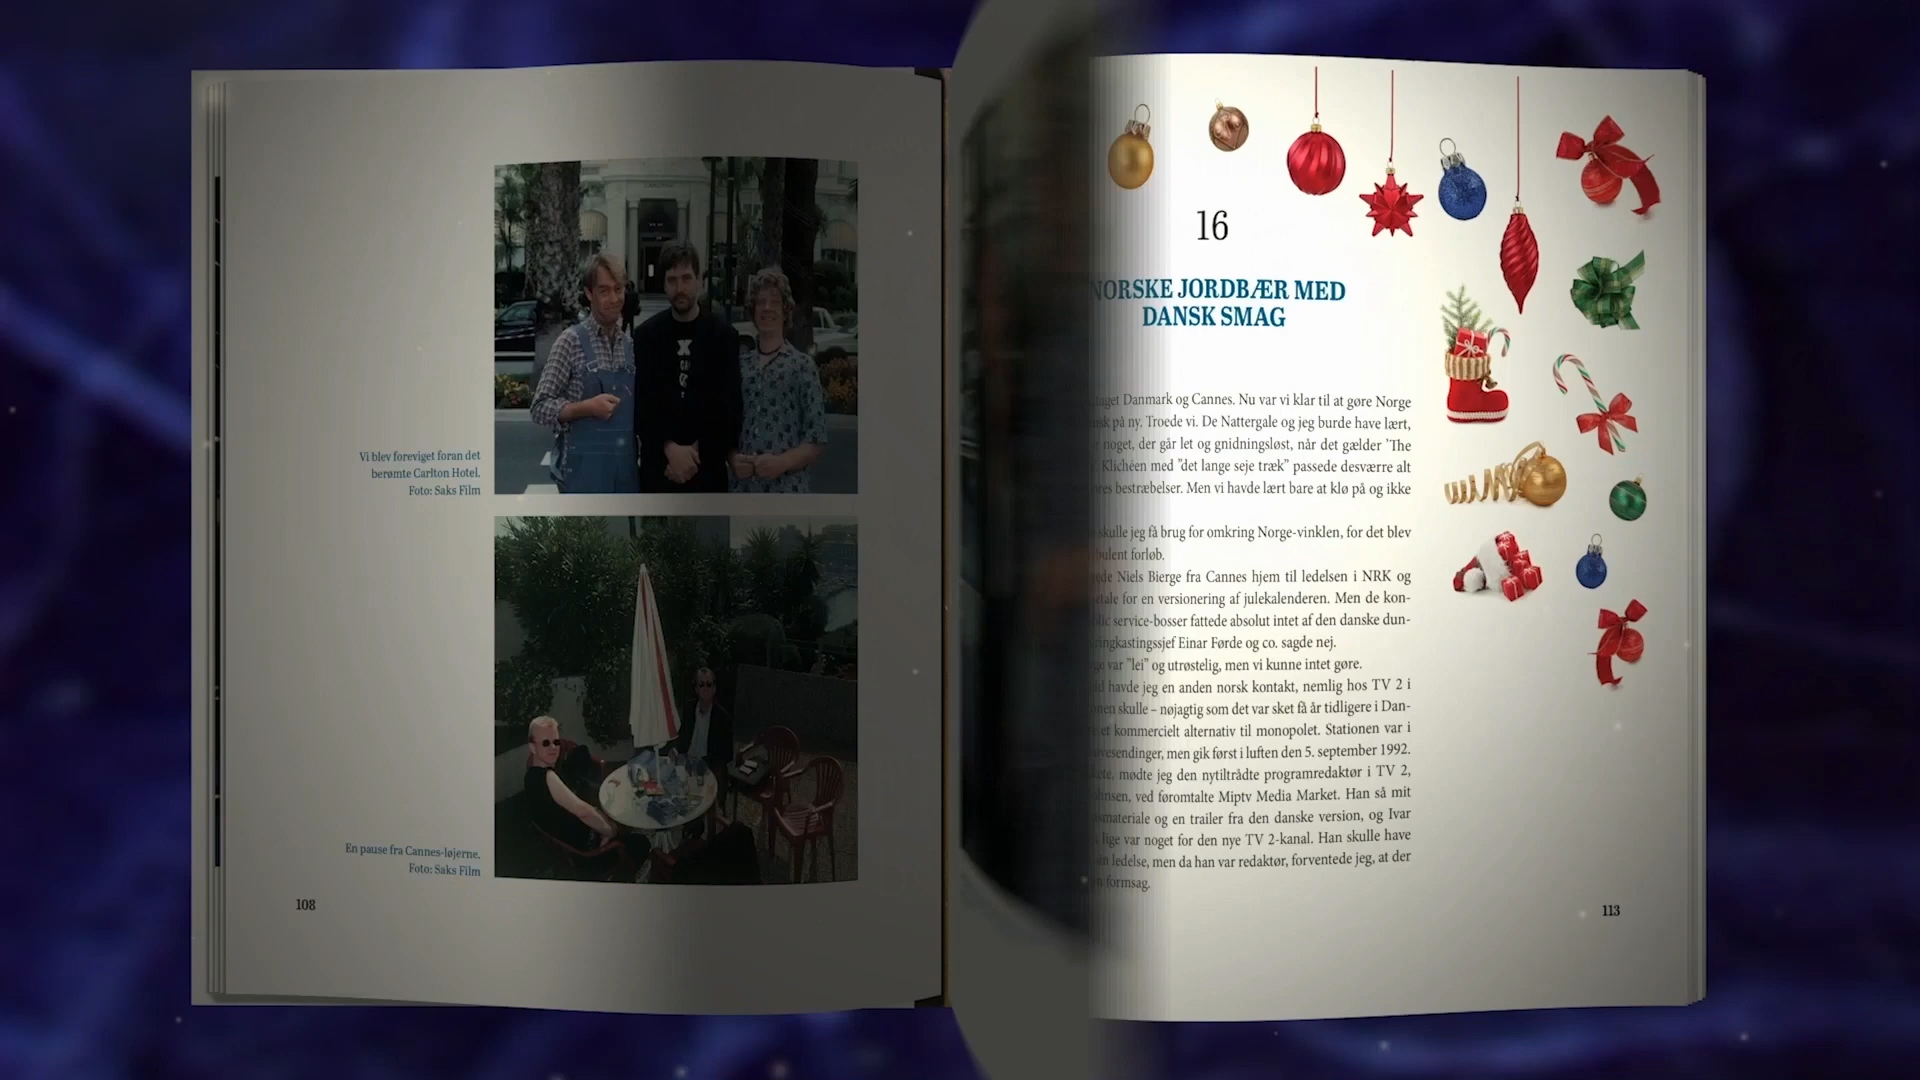 Vi blev foreviget foran det
berømte Carlton Hotel.
Foto: Saks Film
En pause fra Cannes-løjerne.
Foto: Saks Film
108
16
NORSKE JORDBÆR MED
DANSK SMAG
Danmark og Cannes. Nu var vi klar til at gøre Norge
på ny. Troede vi. De Nattergale og jeg burde have lært,
noget, der går let og gnidningsløst, når det gælder ’The
Klichéen med ”det lange seje træk” passede desværre alt
bestræbelser. Men vi havde lært bare at klø på og ikke
skulle jeg få brug for omkring Norge-vinklen, for det blev
forløb.
Niels Bierge fra Cannes hjem til ledelsen i NRK og
for en versionering af julekalenderen. Men de kon-
service-bosser fattede absolut intet af den danske dun-
kringkastingssjef Einar Førde og co. sagde nej.
var ”lei” og utrøstelig, men vi kunne intet gøre.
havde jeg en anden norsk kontakt, nemlig hos TV 2 i
skulle – nøjagtig som det var sket få år tidligere i Dan-
et kommercielt alternativ til monopolet. Stationen var i
prøvesendinger, men gik først i luften den 5. september 1992.
mødte jeg den nytiltrådte programredaktør i TV 2,
ved føromtalte Miptv Media Market. Han så mit
og en trailer fra den danske version, og Ivar
lige var noget for den nye TV 2-kanal. Han skulle have
ledelse, men da han var redaktør, forventede jeg, at der
en formsag.
113